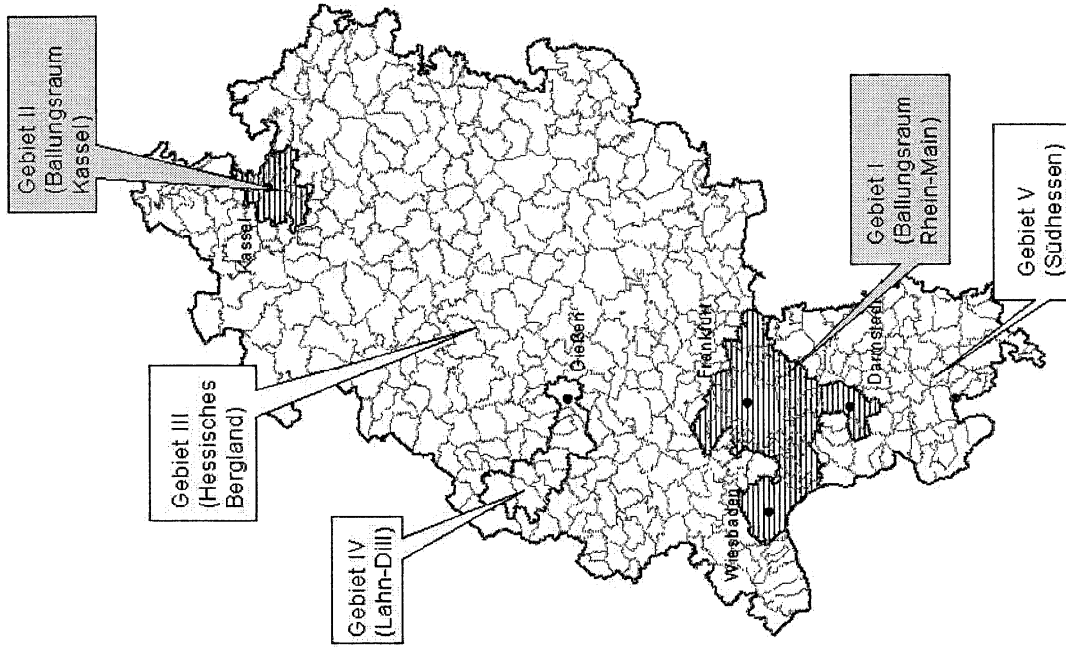 Gebiet II
(Ballungsraum
Kassel)
Kassel
Gebiet III
(Hessisches
Bergland)
Gebiet IV
(Lahn-Dill)
Gießen
Frankfurt
Wiesbaden
Darmstadt
Gebiet I
(Ballungsraum
Rhein-Main)
Gebiet V
(Südhessen)